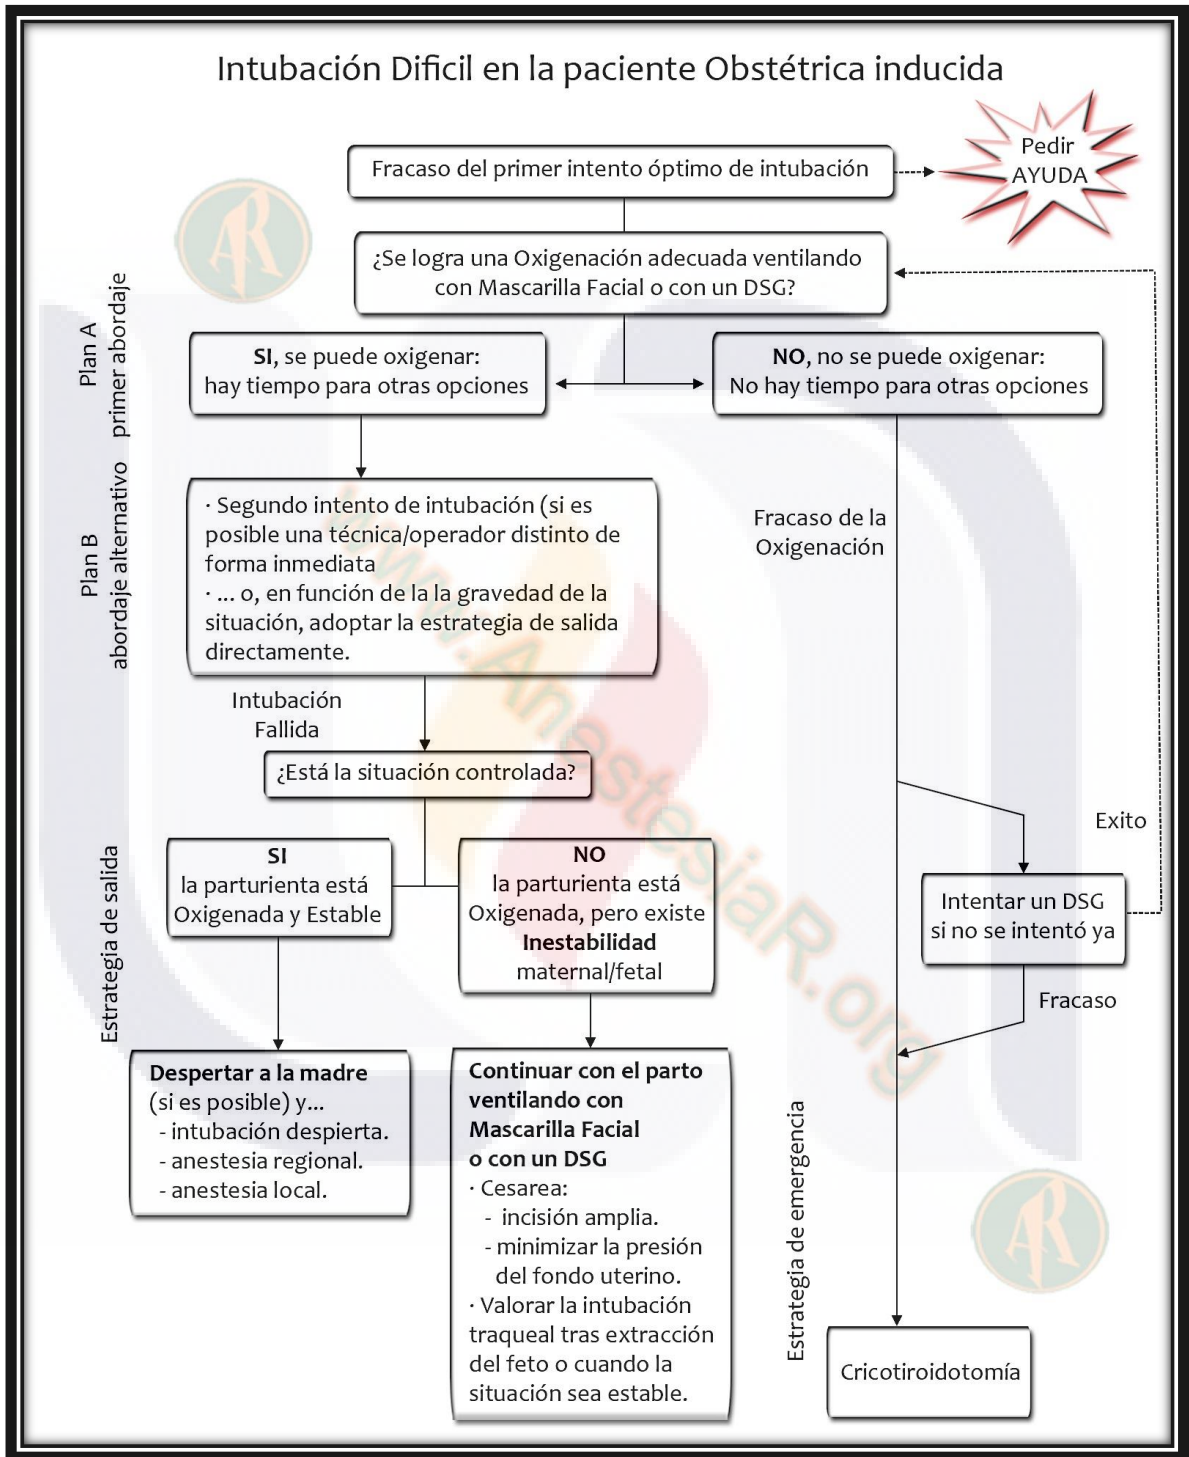 Intubación Dificil en la paciente Obstétrica inducida
Pedir
AYUDA
Fracaso del primer intento óptimo de intubación
¿Se logra una Oxigenación adecuada ventilando
con Mascarilla Facial o con un DSG?
Plan A
primer abordaje
SI, se puede oxigenar:
hay tiempo para otras opciones
NO, no se puede oxigenar:
No hay tiempo para otras opciones
Plan B
abordaje alternativo
· Segundo intento de intubación (si es
posible una técnica/operador distinto de
forma inmediata
· ... o, en función de la la gravedad de la
situación, adoptar la estrategia de salida
directamente.
Fracaso de la
Oxigenación
Intubación
Fallida
¿Está la situación controlada?
Estrategia de salida
SI
la parturienta está
Oxigenada y Estable
NO
la parturienta está
Oxigenada, pero existe
Inestabilidad
maternal/fetal
Exito
Intentar un DSG
si no se intentó ya
Fracaso
Despertar a la madre
(si es posible) y...
- intubación despierta.
- anestesia regional.
- anestesia local.
Continuar con el parto
ventilando con
Mascarilla Facial
o con un DSG
· Cesarea:
- incisión amplia.
- minimizar la presión
del fondo uterino.
· Valorar la intubación
traqueal tras extracción
del feto o cuando la
situación sea estable.
Estrategia de emergencia
Cricotiroidotomía
www.AnestesiaR.org
AR
AR